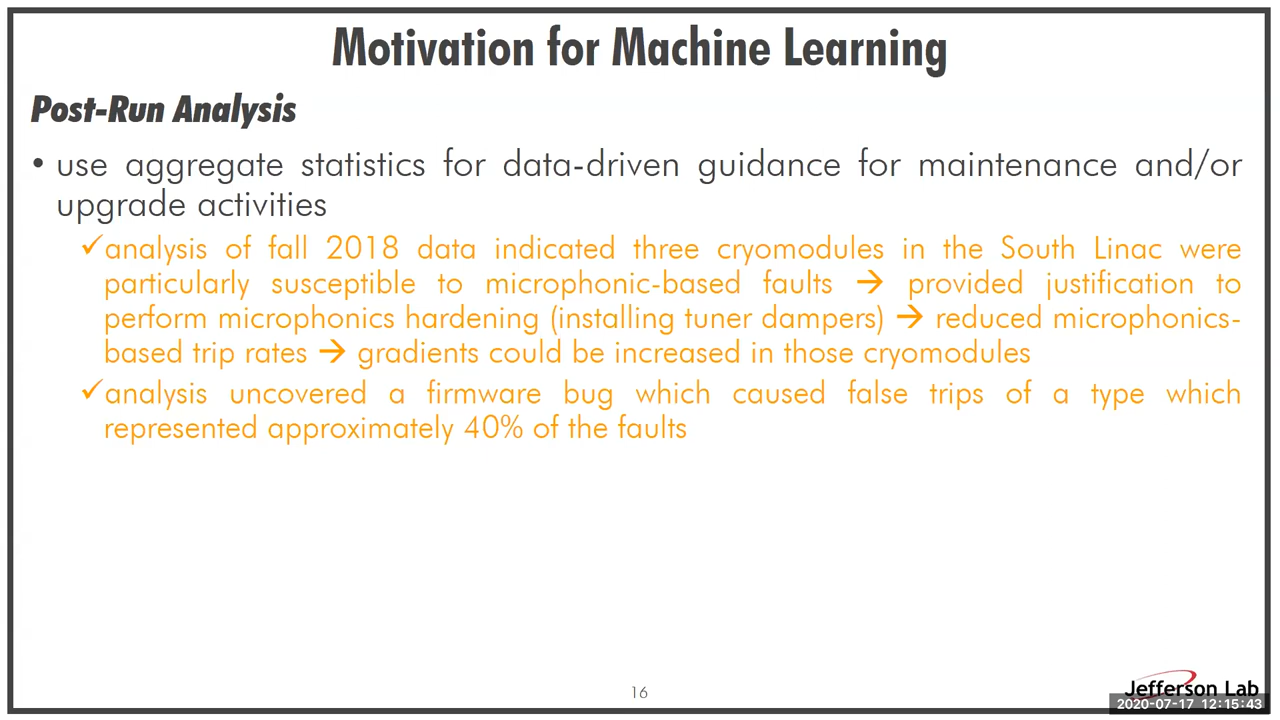 Motivation for Machine Learning
Post-Run Analysis
• use aggregate statistics for data-driven guidance for maintenance and/or
upgrade activities
✓analysis of fall 2018 data indicated three cryomodules in the South Linac were
particularly susceptible to microphonic-based faults → provided justification to
perform microphonics hardening (installing tuner dampers) → reduced microphonics-
based trip rates → gradients could be increased in those cryomodules
✓analysis uncovered a firmware bug which caused false trips of a type which
represented approximately 40% of the faults
16
Jefferson Lab
2020-07-17 12:15:43